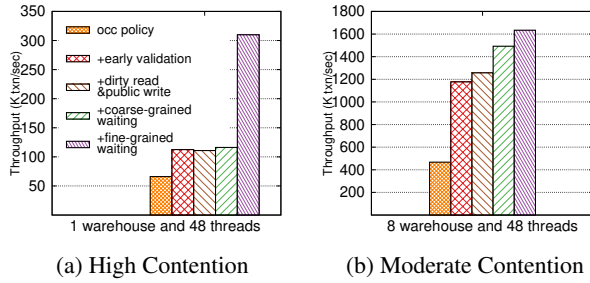 Throughput (K txn/sec)
350
300
250
200
150
100
50
occ policy
+early validation
+dirty read
&public write
+coarse-grained
waiting
+fine-grained
waiting
1 warehouse and 48 threads
(a) High Contention
Throughput (K txn/sec)
1800
1600
1400
1200
1000
800
600
400
200
8 warehouse and 48 threads
(b) Moderate Contention